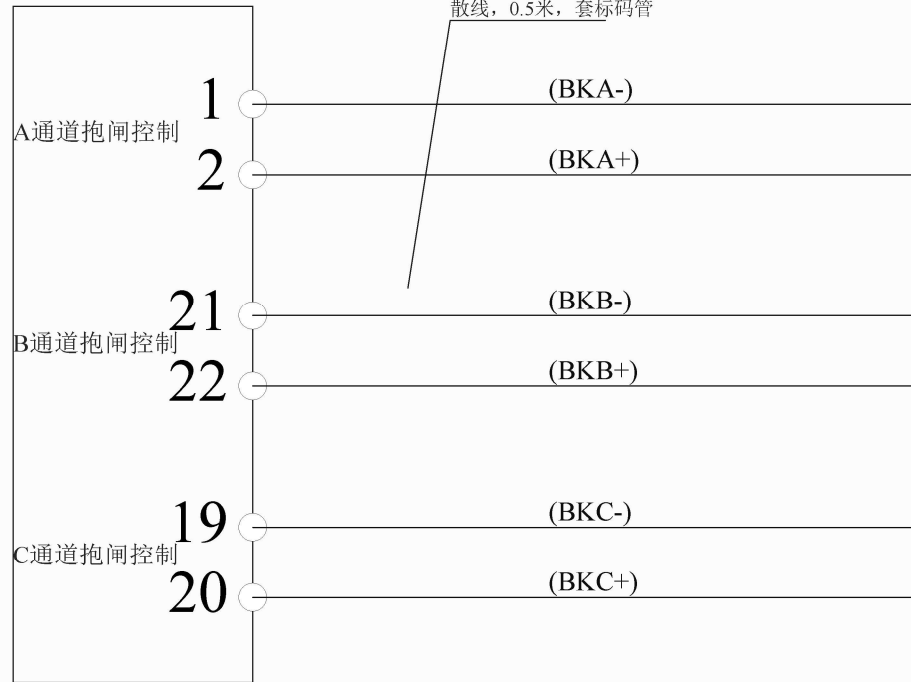 散线，0.5米，套标码管
1
(BKA-)
A通道抱闸控制
2
(BKA+)
21
(BKB-)
B通道抱闸控制
22
(BKB+)
19
(BKC-)
C通道抱闸控制
20
(BKC+)